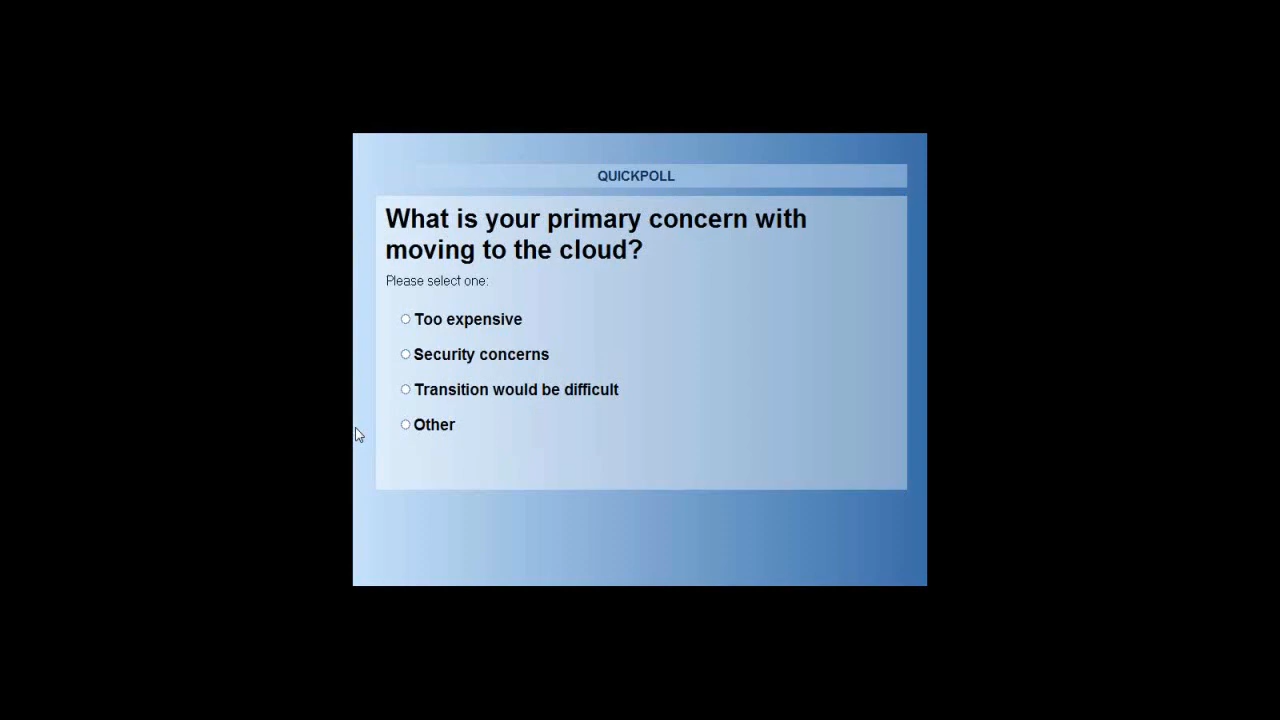 QUICKPOLL
What is your primary concern with
moving to the cloud?
Please select one:
Too expensive
Security concerns
Transition would be difficult
Other